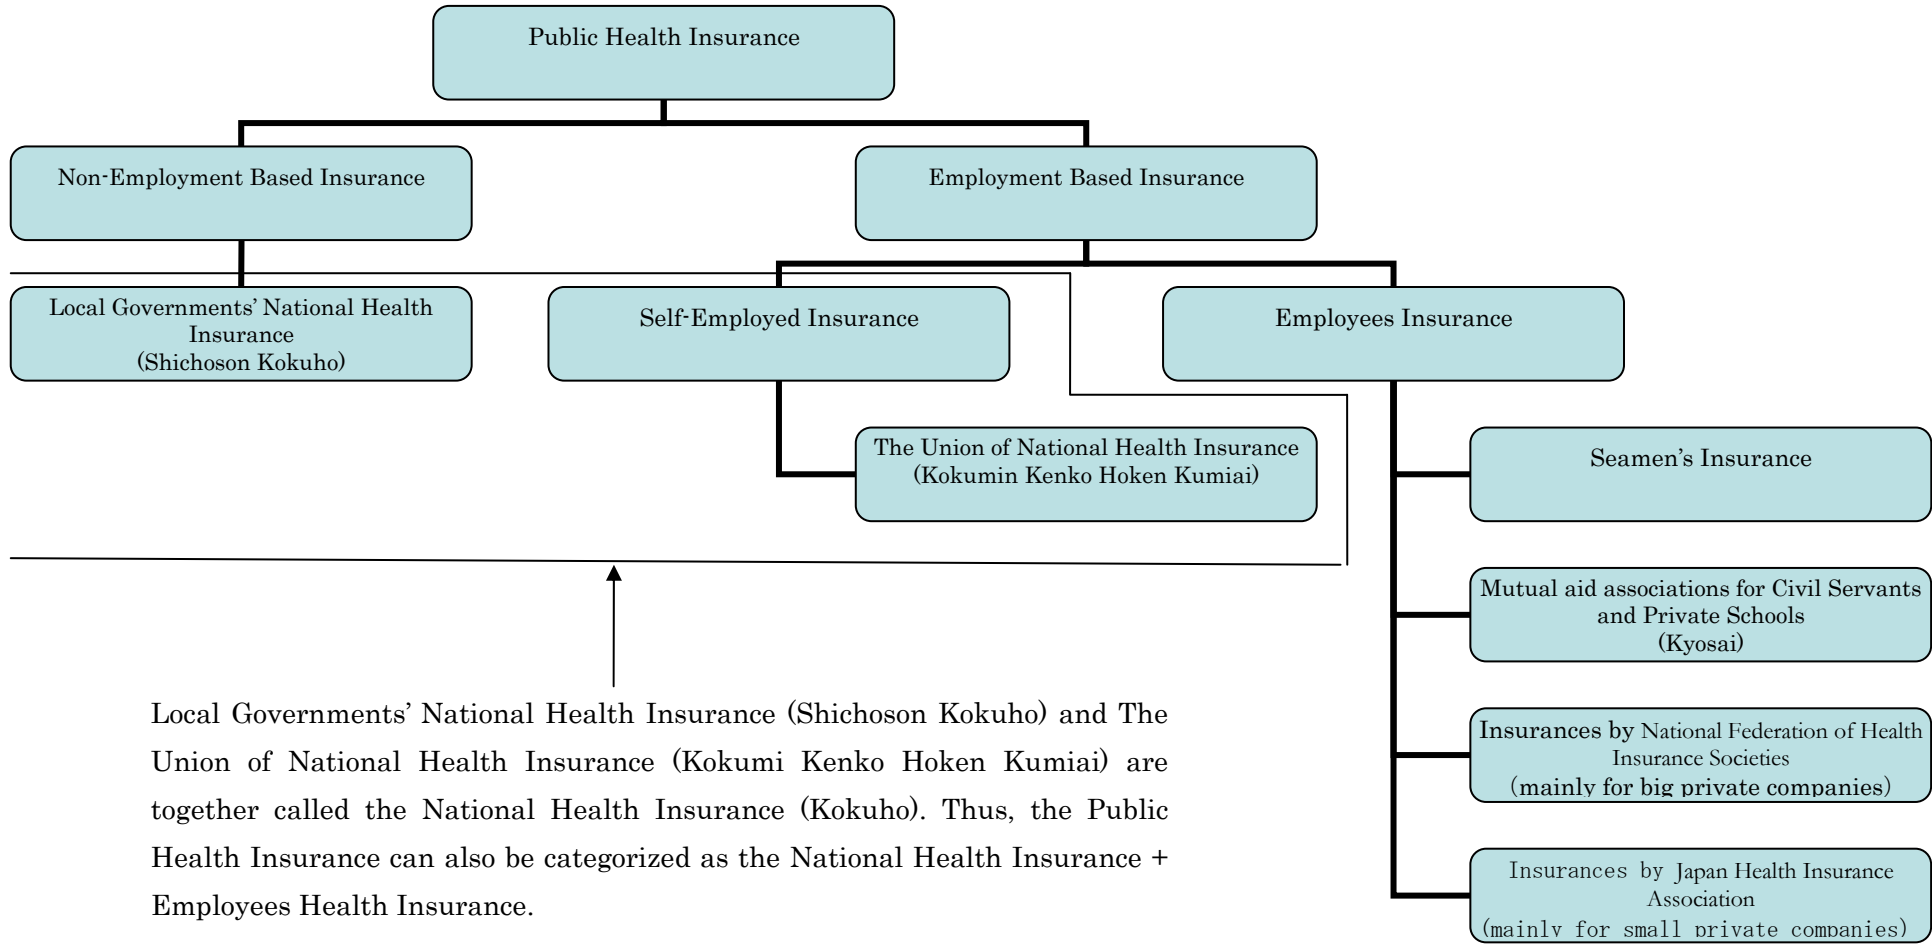 Public Health Insurance
Non-Employment Based Insurance
Employment Based Insurance
Local Governments’ National Health
Insurance
(Shichoson Kokuho)
Self-Employed Insurance
Employees Insurance
The Union of National Health Insurance
(Kokumin Kenko Hoken Kumiai)
Seamen’s Insurance
Mutual aid associations for Civil Servants
and Private Schools
(Kyosai)
Insurances by National Federation of Health
Insurance Societies
(mainly for big private companies)
Insurances by Japan Health Insurance
Association
(mainly for small private companies)
Local Governments’ National Health Insurance (Shichoson Kokuho) and The
Union of National Health Insurance (Kokumi Kenko Hoken Kumiai) are
together called the National Health Insurance (Kokuho). Thus, the Public
Health Insurance can also be categorized as the National Health Insurance +
Employees Health Insurance.